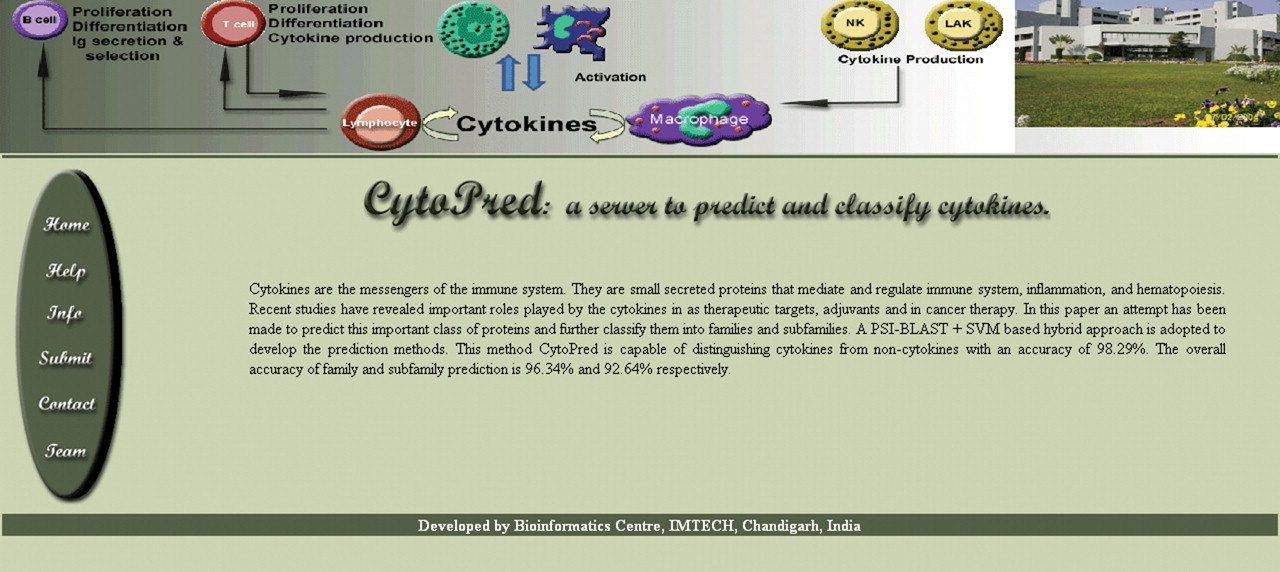 B cell
Proliferation
Differentiation
Ig secretion &
selection
T cell
Proliferation
Differentiation
Cytokine production
Activation
NK
LAK
Cytokine Production
Lymphocyte
Cytokines
Macrophage
CytoPred: a server to predict and classify cytokines.
Home
Help
Info
Submit
Contact
Team
Cytokines are the messengers of the immune system. They are small secreted proteins that mediate and regulate immune system, inflammation, and hematopoiesis.
Recent studies have revealed important roles played by the cytokines in as therapeutic targets, adjuvants and in cancer therapy. In this paper an attempt has been
made to predict this important class of proteins and further classify them into families and subfamilies. A PSI-BLAST + SVM based hybrid approach is adopted to
develop the prediction methods. This method CytoPred is capable of distinguishing cytokines from non-cytokines with an accuracy of 98.29%. The overall
accuracy of family and subfamily prediction is 96.34% and 92.64% respectively.
Developed by Bioinformatics Centre, IMTECH, Chandigarh, India